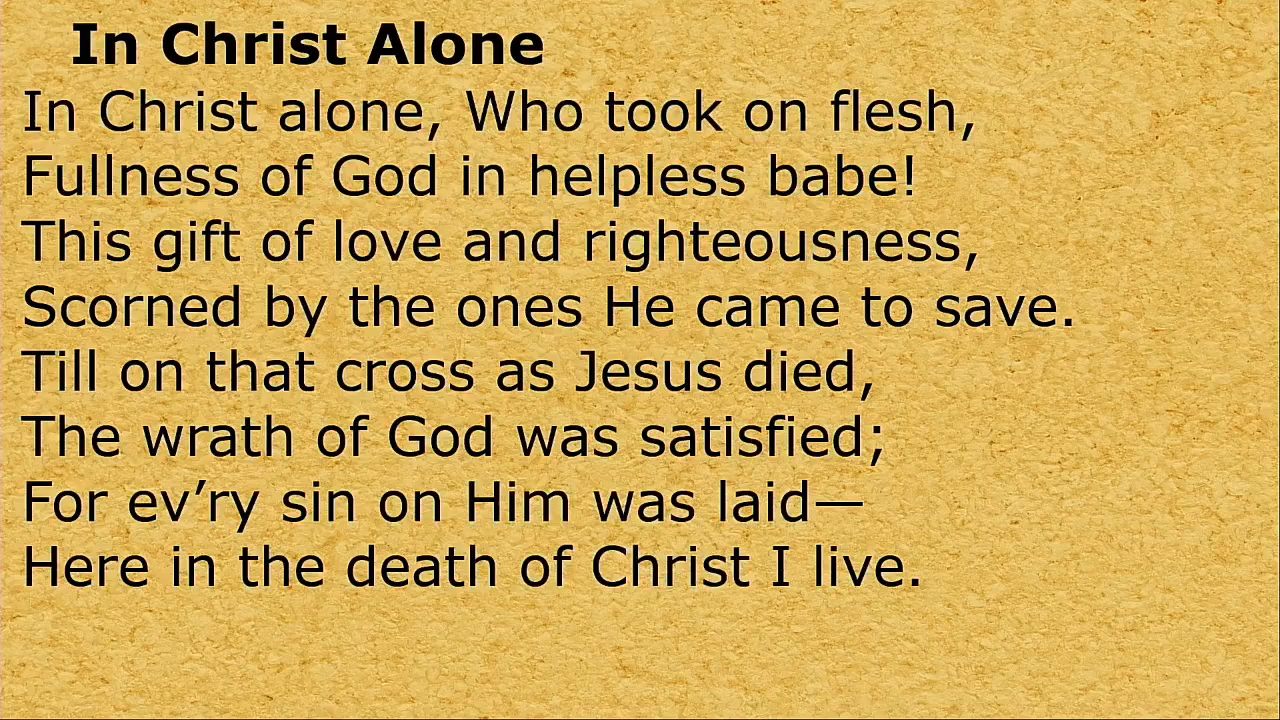 In Christ Alone
In Christ alone, Who took on flesh,
Fullness of God in helpless babe!
This gift of love and righteousness,
Scorned by the ones He came to save.
Till on that cross as Jesus died,
The wrath of God was satisfied;
For ev’ry sin on Him was laid—
Here in the death of Christ I live.